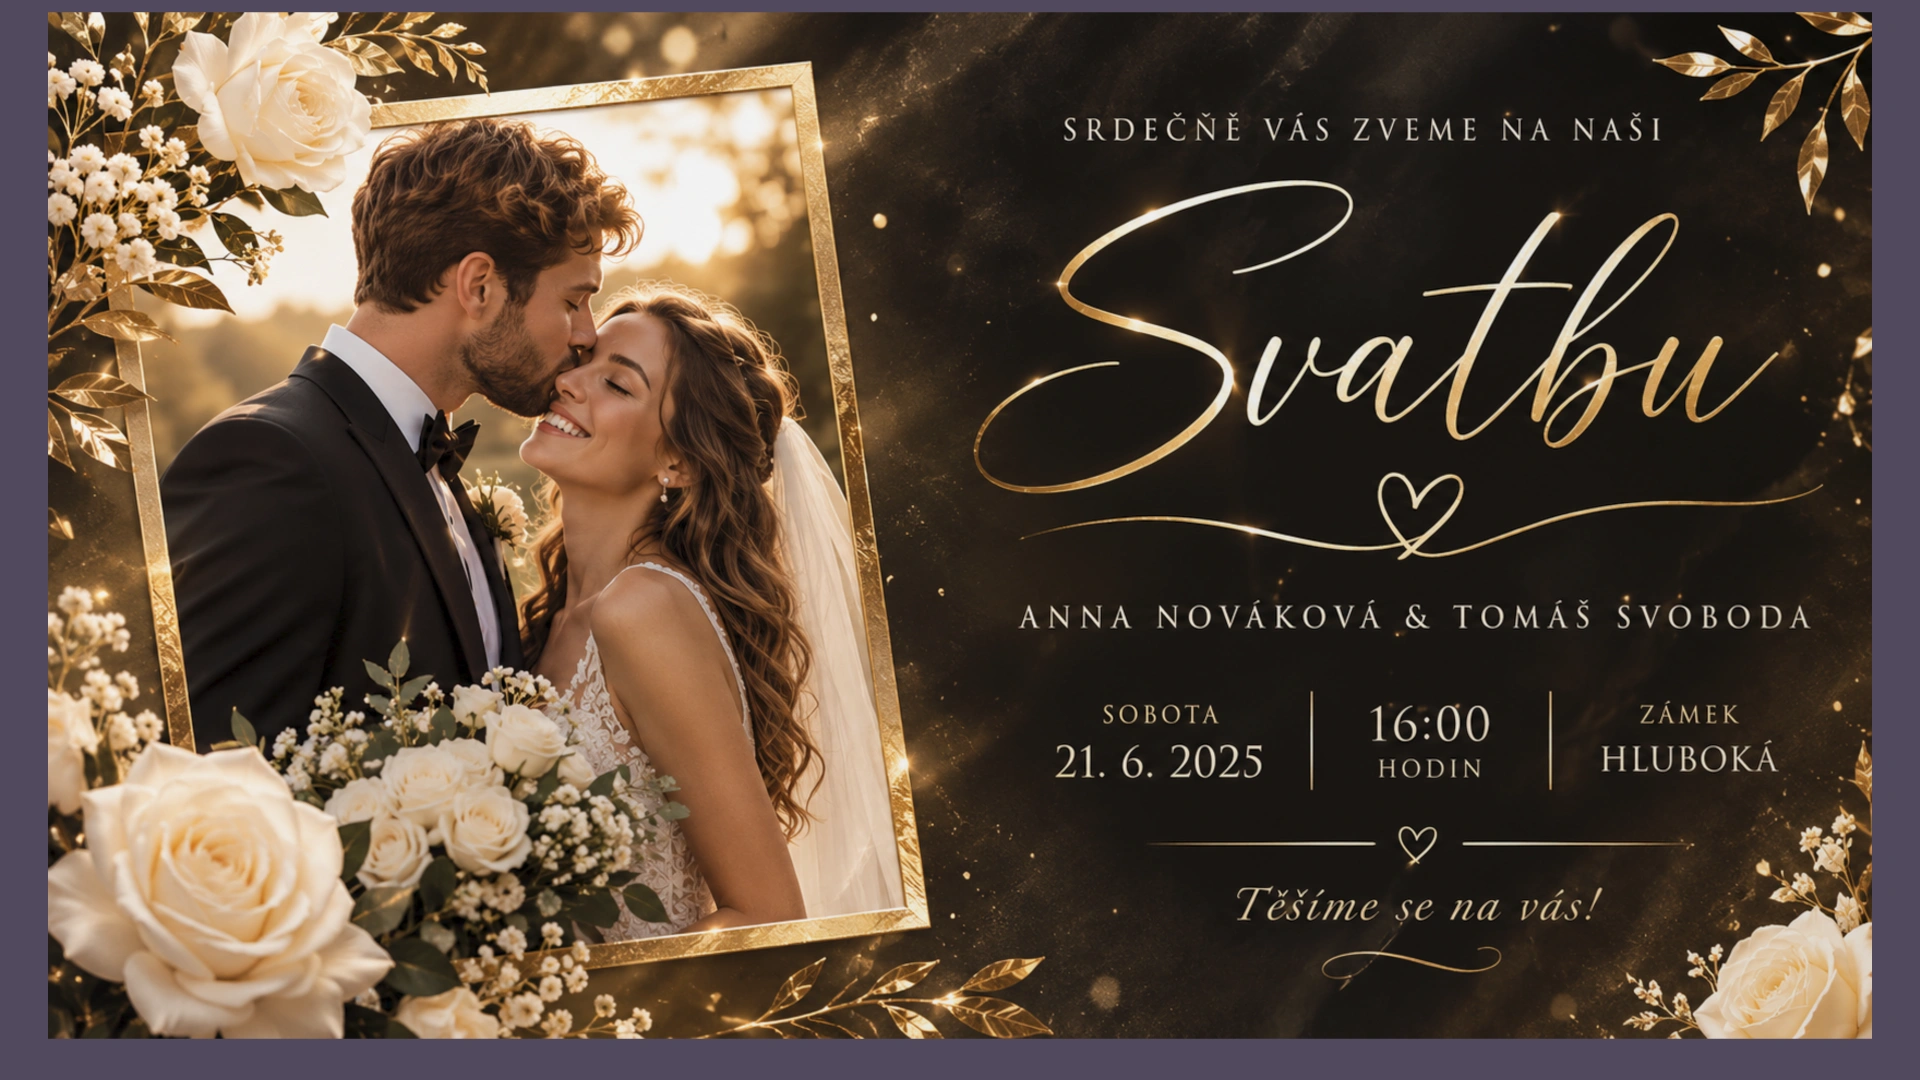 SRDEČŇĚ VÁS ZVEME NA NAŠI
Svatbu
ANNA NOVÁKOVÁ & TOMÁŠ SVOBODA
SOBOTA
21. 6. 2025
16:00
HODIN
ZÁMEK
HLUBOKÁ
Těšíme se na vás!